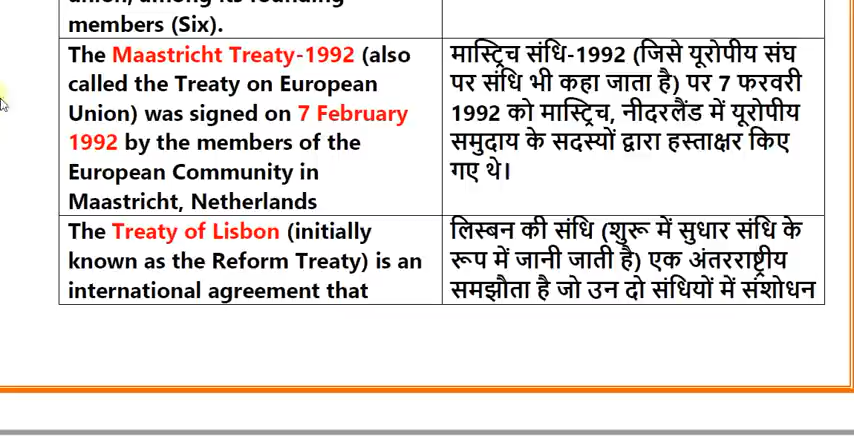 members (Six).
The Maastricht Treaty-1992 (also
called the Treaty on European
Union) was signed on 7 February
1992 by the members of the
European Community in
Maastricht, Netherlands
मास्ट्रिच संधि-1992 (जिसे यूरोपीय संघ
पर संधि भी कहा जाता है) पर 7 फरवरी
1992 को मास्ट्रिच, नीदरलैंड में यूरोपीय
समुदाय के सदस्यों द्वारा हस्ताक्षर किए
गए थे।
The Treaty of Lisbon (initially
known as the Reform Treaty) is an
international agreement that
लिस्बन की संधि (शुरू में सुधार संधि के
रूप में जानी जाती है) एक अंतरराष्ट्रीय
समझौता है जो उन दो संधियों में संशोधन